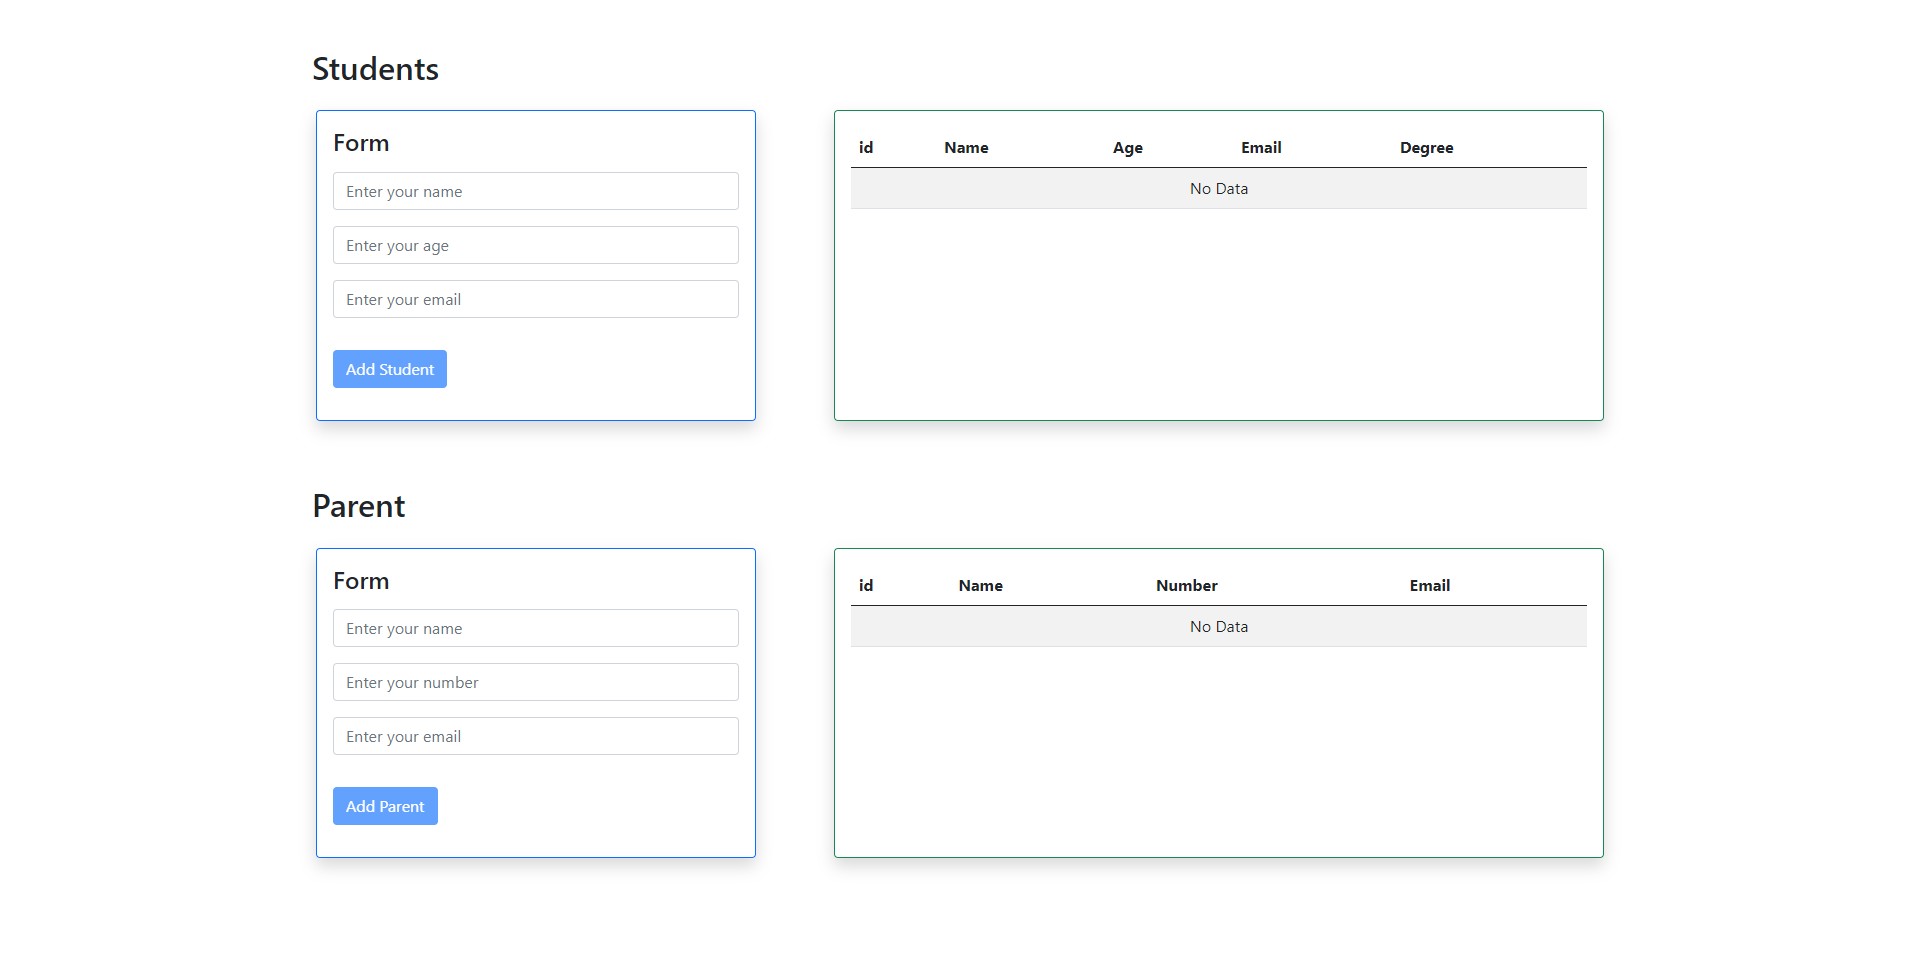 Students
Form
Enter your name
Enter your age
Enter your email
Add Student
id Name Age Email Degree
No Data
Parent
Form
Enter your name
Enter your number
Enter your email
Add Parent
id Name Number Email
No Data